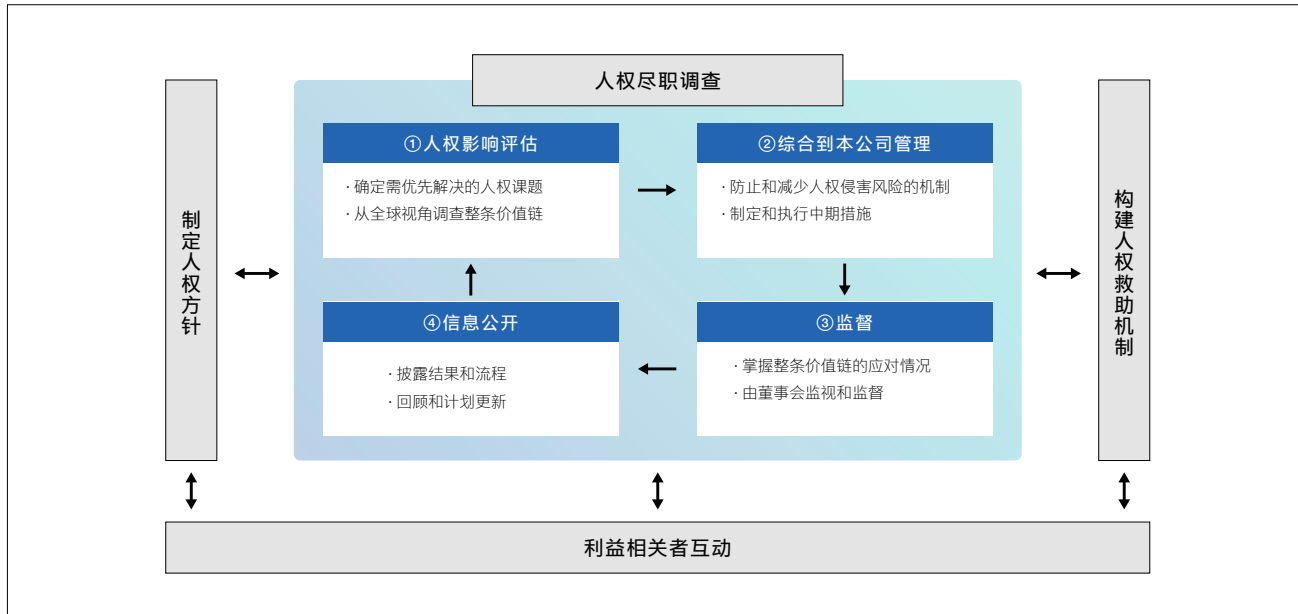 人权尽职调查
制定人权方针
①人权影响评估
·确定需优先解决的人权课题
·从全球视角调查整条价值链
②综合到本公司管理
·防止和减少人权侵害风险的机制
·制定和执行中期措施
④信息公开
·披露结果和流程
·回顾和计划更新
③监督
·掌握整条价值链的应对情况
·由董事会监视和监督
构建人权救助机制
利益相关者互动